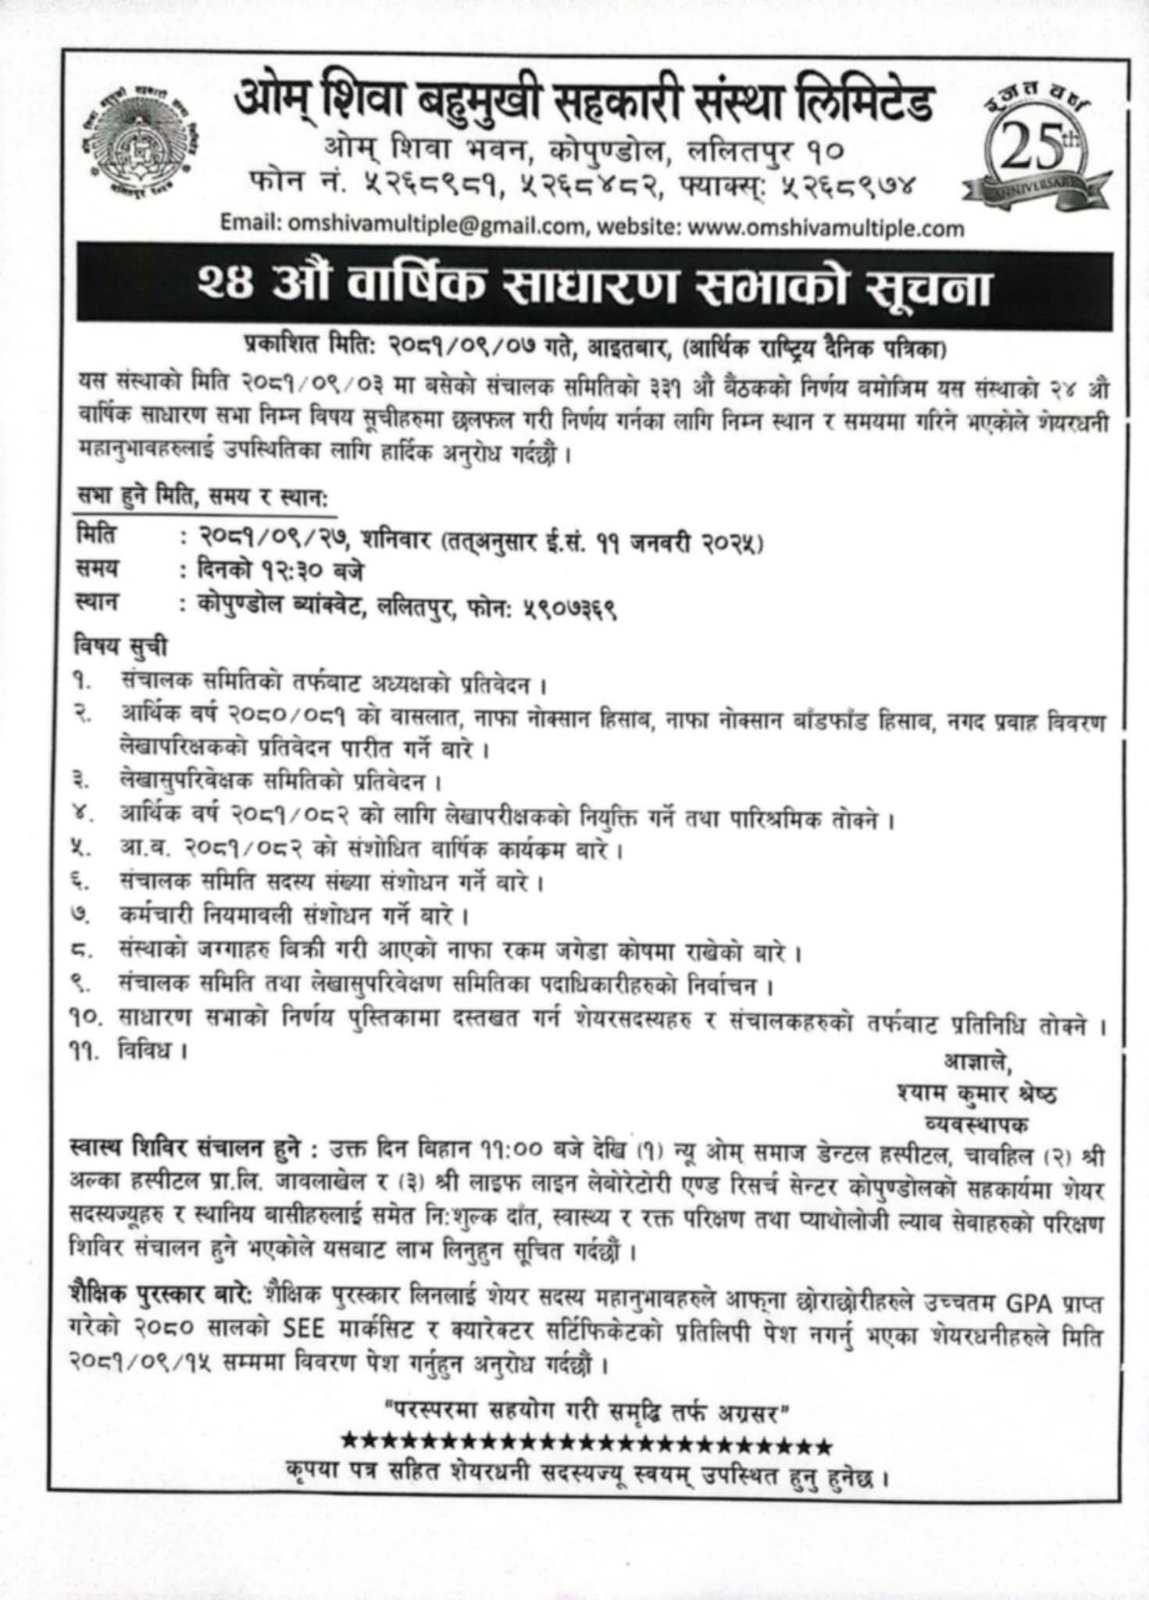 ओम् शिवा बहुमुखी सहकारी संस्था लिमिटेड
रजत वर्ष
25th
ANNIVERSARY
ओम् शिवा भवन, कोपुण्डोल, ललितपुर १०
फोन नं. ५२६८९८१, ५२६८४८२, फ्याक्स्: ५२६८९७४
Email: omshivamultiple@gmail.com, website: www.omshivamultiple.com
२४ औं वार्षिक साधारण सभाको सूचना
प्रकाशित मिति: २०८१/०९/०७ गते, आइतबार, (आर्थिक राष्ट्रिय दैनिक पत्रिका)
यस संस्थाको मिति २०८१/०९/०३ मा बसेको संचालक समितिको ३३१ औं बैठकको निर्णय बमोजिम यस संस्थाको २४ औं
वार्षिक साधारण सभा निम्न विषय सूचीहरुमा छलफल गरी निर्णय गर्नका लागि निम्न स्थान र समयमा गरिने भएकोले शेयरधनी
महानुभावहरुलाई उपस्थितिका लागि हार्दिक अनुरोध गर्दछौं ।
सभा हुने मिति, समय र स्थान:
मिति : २०८१/०९/२७, शनिवार (तत्अनुसार ई.सं. ११ जनवरी २०२५)
समय : दिनको १२:३० बजे
स्थान : कोपुण्डोल ब्यांक्वेट, ललितपुर, फोन: ५९०७३६९
विषय सुची
१. संचालक समितिको तर्फबाट अध्यक्षको प्रतिवेदन ।
२. आर्थिक वर्ष २०८०/०८१ को वासलात, नाफा नोक्सान हिसाब, नाफा नोक्सान बाँडफाँड हिसाब, नगद प्रवाह विवरण
लेखापरिक्षकको प्रतिवेदन पारीत गर्ने बारे ।
३. लेखासुपरिवेक्षक समितिको प्रतिवेदन ।
४. आर्थिक वर्ष २०८१/०८२ को लागि लेखापरीक्षकको नियुक्ति गर्ने तथा पारिश्रमिक तोक्ने ।
५. आ.ब. २०८१/०८२ को संशोधित वार्षिक कार्यक्रम बारे ।
६. संचालक समिति सदस्य संख्या संशोधन गर्ने बारे ।
७. कर्मचारी नियमावली संशोधन गर्ने बारे ।
८. संस्थाको जग्गाहरु बिक्री गरी आएको नाफा रकम जगेडा कोषमा राखेको बारे ।
९. संचालक समिति तथा लेखासुपरिवेक्षण समितिका पदाधिकारीहरुको निर्वाचन ।
१०. साधारण सभाको निर्णय पुस्तिकामा दस्तखत गर्न शेयरसदस्यहरु र संचालकहरुको तर्फबाट प्रतिनिधि तोक्ने ।
११. विविध ।
आज्ञाले,
श्याम कुमार श्रेष्ठ
व्यवस्थापक
स्वास्थ शिविर संचालन हुने : उक्त दिन बिहान ११:०० बजे देखि (१) न्यू ओम् समाज डेन्टल हस्पीटल, चावहिल (२) श्री
अल्का हस्पीटल प्रा.लि. जावलाखेल र (३) श्री लाइफ लाइन लेबोरेटोरी एण्ड रिसर्च सेन्टर कोपुण्डोलको सहकार्यमा शेयर
सदस्यज्यूहरु र स्थानिय बासीहरुलाई समेत नि:शुल्क दाँत, स्वास्थ्य र रक्त परिक्षण तथा प्याथोलोजी ल्याब सेवाहरुको परिक्षण
शिविर संचालन हुने भएकोले यसबाट लाभ लिनुहुन सूचित गर्दछौं ।
शैक्षिक पुरस्कार बारे: शैक्षिक पुरस्कार लिनलाई शेयर सदस्य महानुभावहरुले आफ्ना छोराछोरीहरुले उच्चतम GPA प्राप्त
गरेको २०८० सालको SEE मार्कसिट र क्यारेक्टर सर्टिफिकेटको प्रतिलिपी पेश नगर्नु भएका शेयरधनीहरुले मिति
२०८१/०९/१५ सम्ममा विवरण पेश गर्नुहुन अनुरोध गर्दछौं ।
“परस्परमा सहयोग गरी समृद्धि तर्फ अग्रसर”
★★★★★★★★★★★★★★★★★★★★★★★★★
कृपया पत्र सहित शेयरधनी सदस्यज्यू स्वयम् उपस्थित हुनु हुनेछ ।